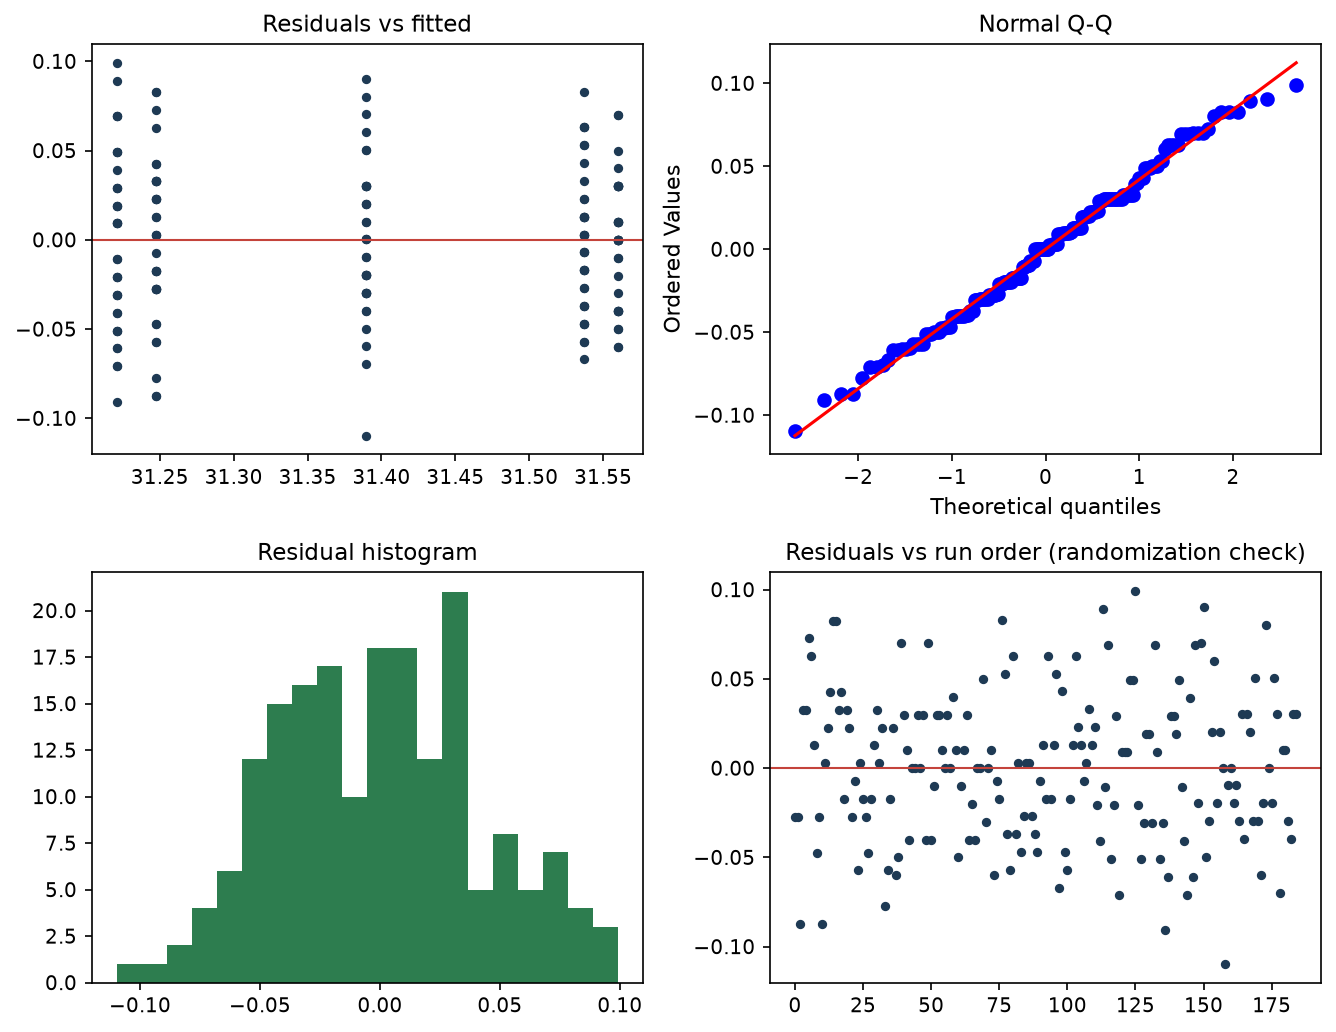 Residuals vs fitted
0.10
0.05
0.00
−0.05
−0.10
31.25 31.30 31.35 31.40 31.45 31.50 31.55
Normal Q-Q
Ordered Values
0.10
0.05
0.00
−0.05
−0.10
−2 −1 0 1 2
Theoretical quantiles
Residual histogram
20.0
17.5
15.0
12.5
10.0
7.5
5.0
2.5
0.0
−0.10 −0.05 0.00 0.05 0.10
Residuals vs run order (randomization check)
0.10
0.05
0.00
−0.05
−0.10
0 25 50 75 100 125 150 175